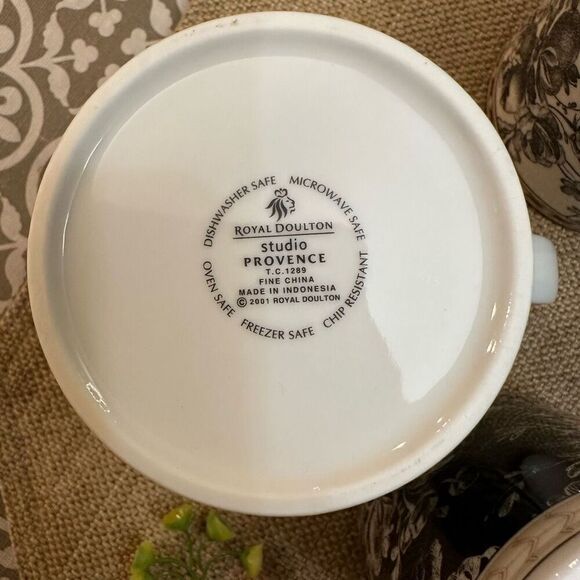 DISHWASHER SAFE MICROWAVE SAFE
ROYAL DOULTON
studio
PROVENCE
T.C.1289
FINE CHINA
MADE IN INDONESIA
© 2001 ROYAL DOULTON
OVEN SAFE FREEZER SAFE CHIP RESISTANT